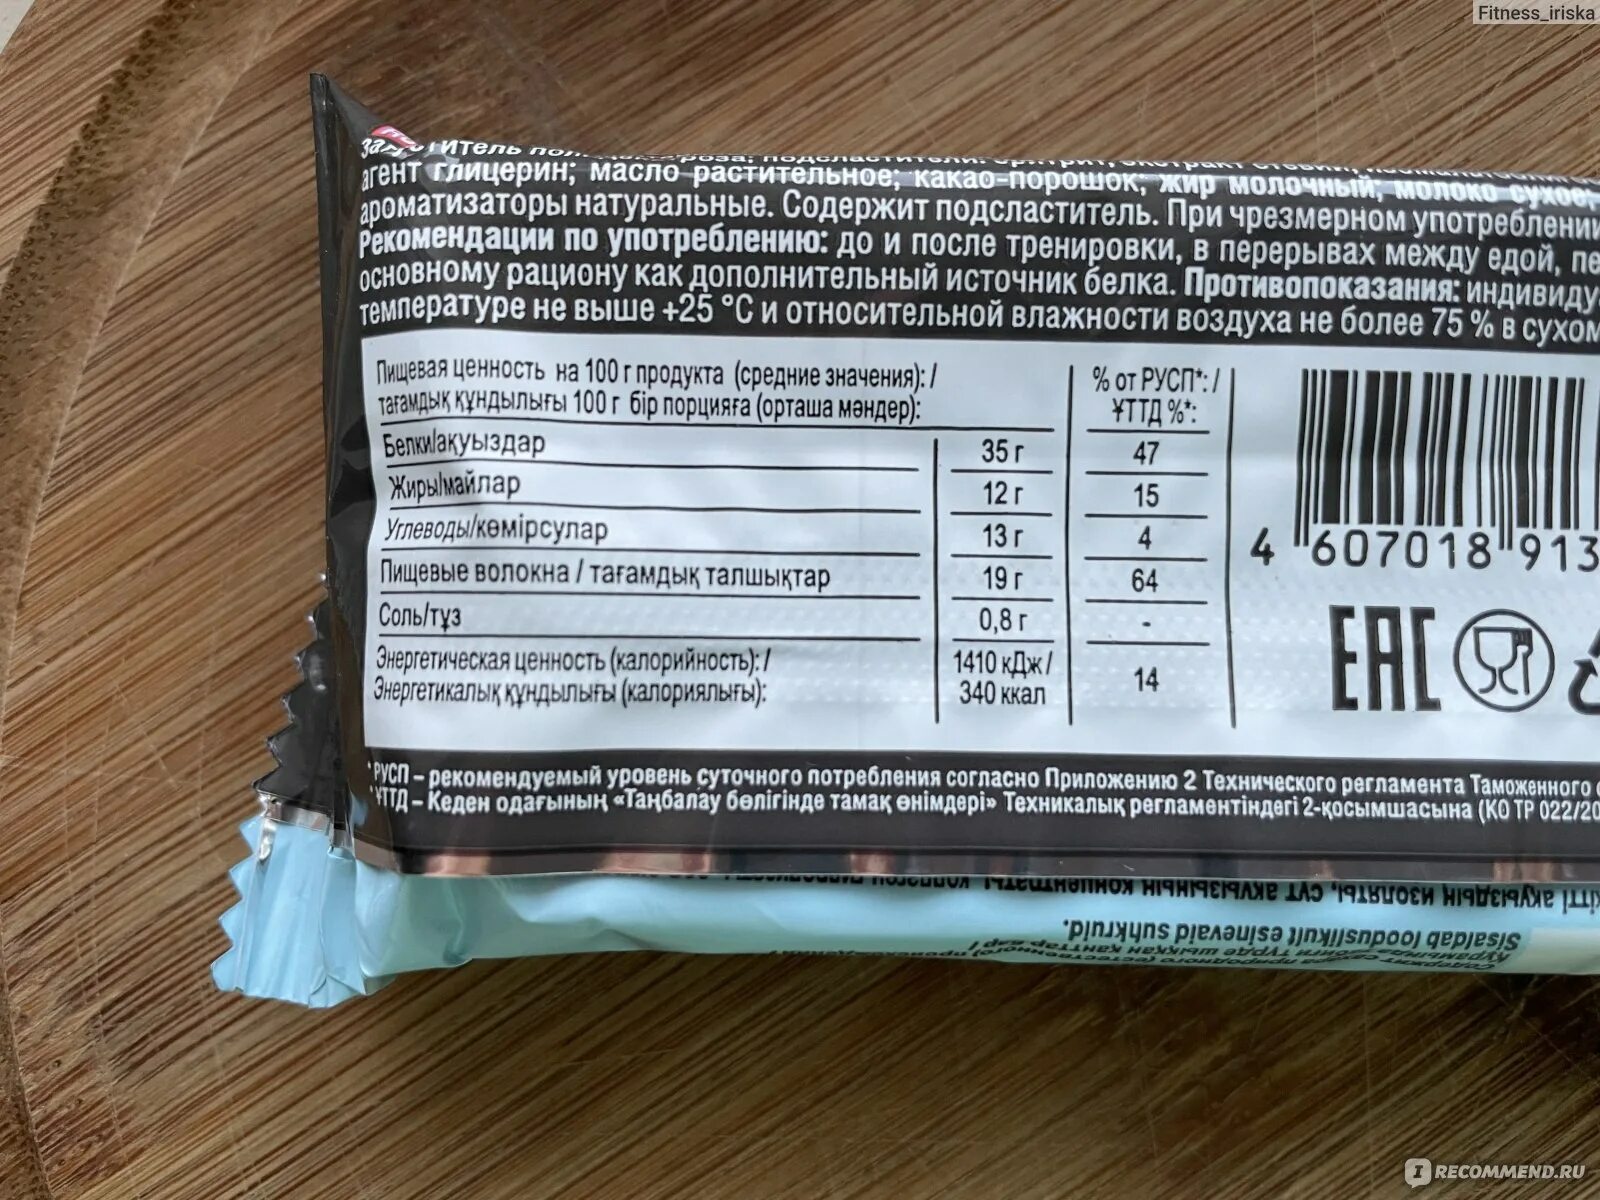 Fitness_iriska
агент глицерин; масло растительное; какао-порошок; жир молочный; молоко сухое;
ароматизаторы натуральные. Содержит подсластитель. При чрезмерном употреблении
Рекомендации по употреблению: до и после тренировки, в перерывах между едой,
основному рациону как дополнительный источник белка. Противопоказания:
температуре не выше +25 °С и относительной влажности воздуха не более 75 % в
Пищевая ценность на 100 г продукта (средние значения): /
тағамдық құндылығы 100 г бір порцияға (орташа мәндер):
% от РУСП*: /
ҰТТД %*:
Белки/ақуыздар 35 г 47
Жиры/майлар 12 г 15
Углеводы/көмірсулар 13 г 4
Пищевые волокна / тағамдық талшықтар 19 г 64
Соль/тұз 0,8 г -
Энергетическая ценность (калорийность): / 1410 кДж /
Энергетикалық құндылығы (калориялығы): 340 ккал 14
4 607018 913
ЕАС
*РУСП – рекомендуемый уровень суточного потребления согласно Приложению 2 Технического регламента Таможенного
*ҰТТД – Кеден одағының «Таңбалау бөлігінде тамақ өнімдері» Техникалық регламентіндегі 2-қосымшасына (КО ТР 022/20
Sisaldab looduslikult esinevaid suhkruid.
IRECOMMEND.RU